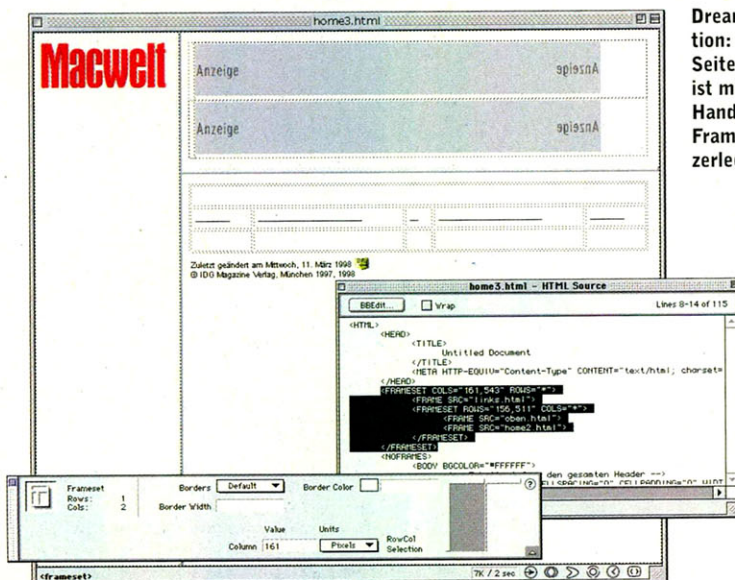 home3.html
Macwelt
Anzeige Anzeige
Anzeige Anzeige
Zuletzt geändert am Mittwoch, 11. März 1998
© IDG Magazine Verlag, München 1997, 1998
Drear
tion:
Seite
ist m
Hand
Fram
zerle
home3.html - HTML Source
BBEdit... Wrap Lines 8-14 of 115
<HTML>
<HEAD>
<TITLE>
Untitled Document
</TITLE>
<META HTTP-EQUIV="Content-Type" CONTENT="text/html; charset=
</HEAD>
<FRAMESET COLS="161,543" ROWS="*">
<FRAME SRC="links.html">
<FRAMESET ROWS="156,511" COLS="*">
<FRAME SRC="oben.html">
<FRAME SRC="home2.html">
</FRAMESET>
</FRAMESET>
<NOFRAMES>
<BODY BGCOLOR="#FFFFFF">
den gesamten Header -->
CELLSPACING="0" CELLPADDING="0" WIDT
Frameset
Rows: 1
Cols: 2
Borders Default Border Color
Border Width
Value Units
Column 161 Pixels RowCol
Selection
<frameset> 7K / 2 sec